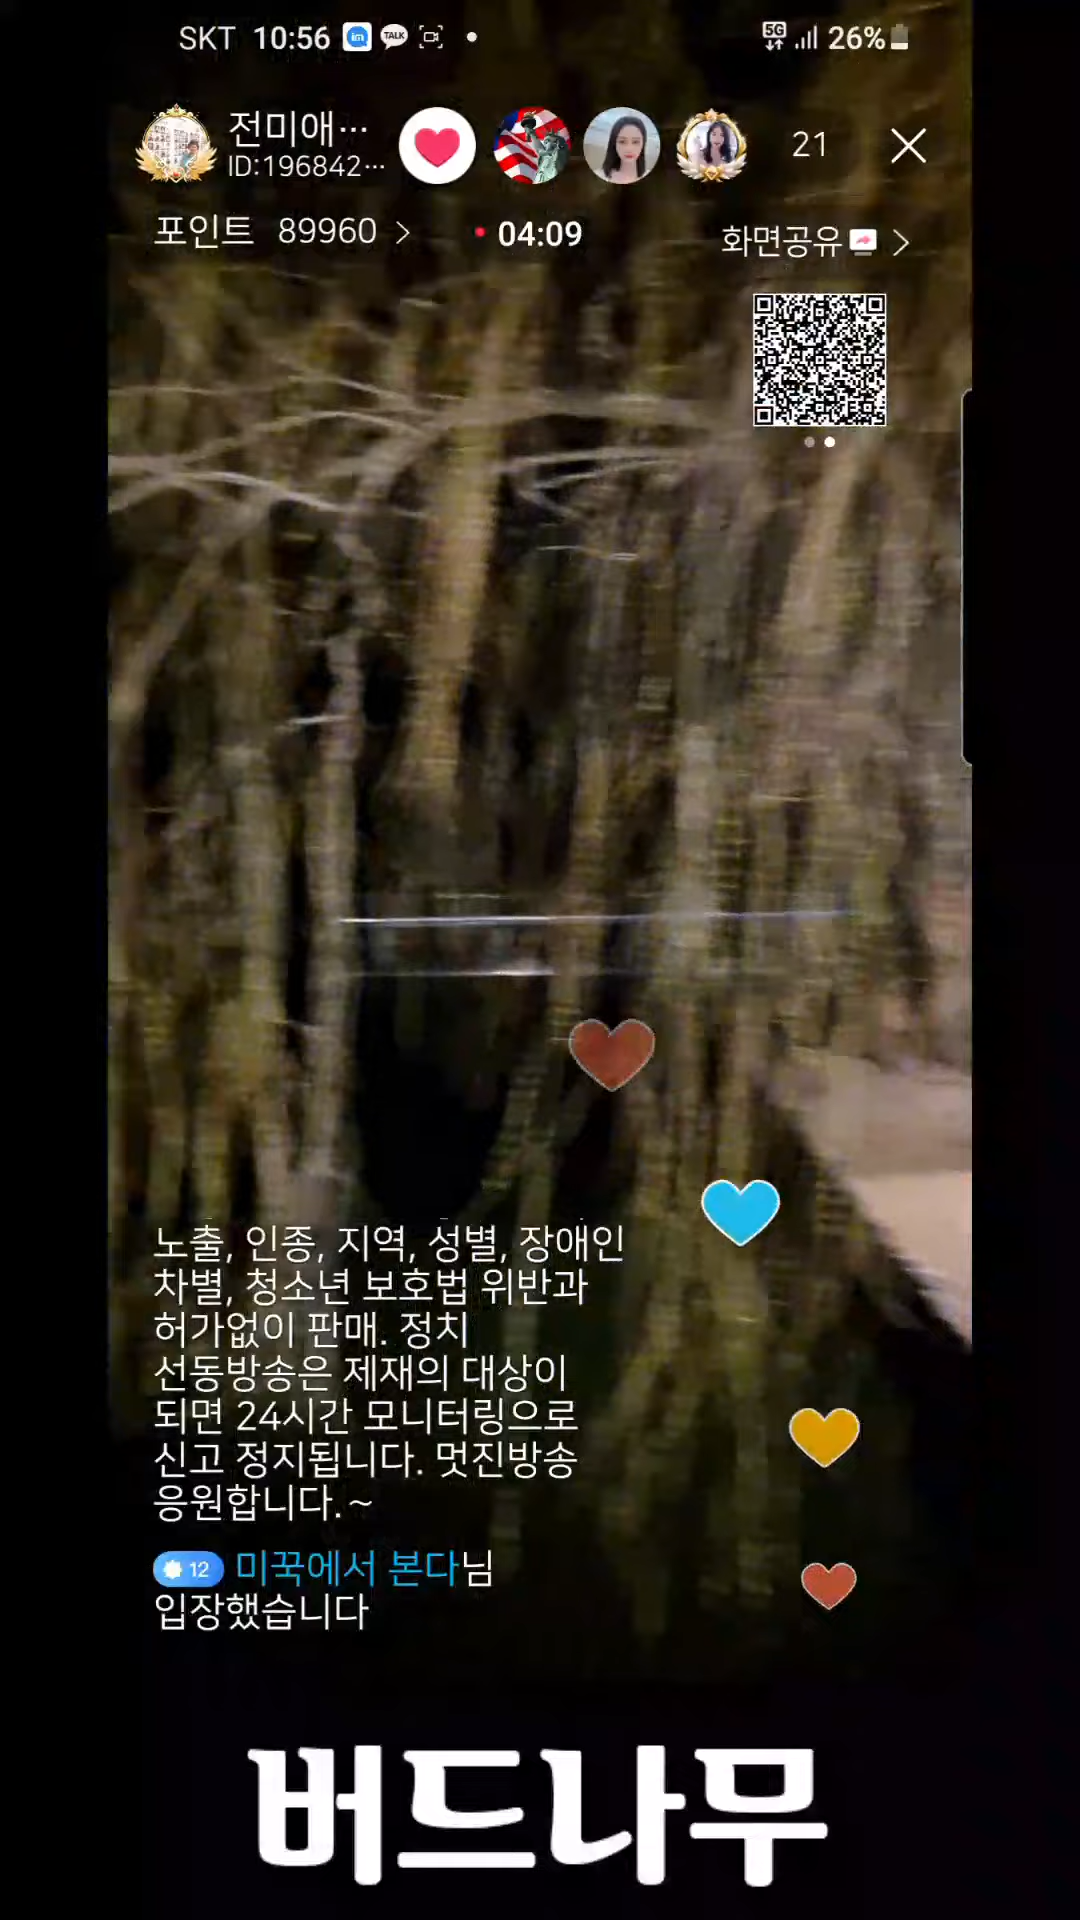 SKT 10:56 TALK 5G 26%
전미애…
ID:196842…
21
포인트 89960 >
04:09
화면공유 >
노출, 인종, 지역, 성별, 장애인
차별, 청소년 보호법 위반과
허가없이 판매. 정치
선동방송은 제재의 대상이
되면 24시간 모니터링으로
신고 정지됩니다. 멋진방송
응원합니다.~
12 미꾹에서 본다님
입장했습니다
버드나무